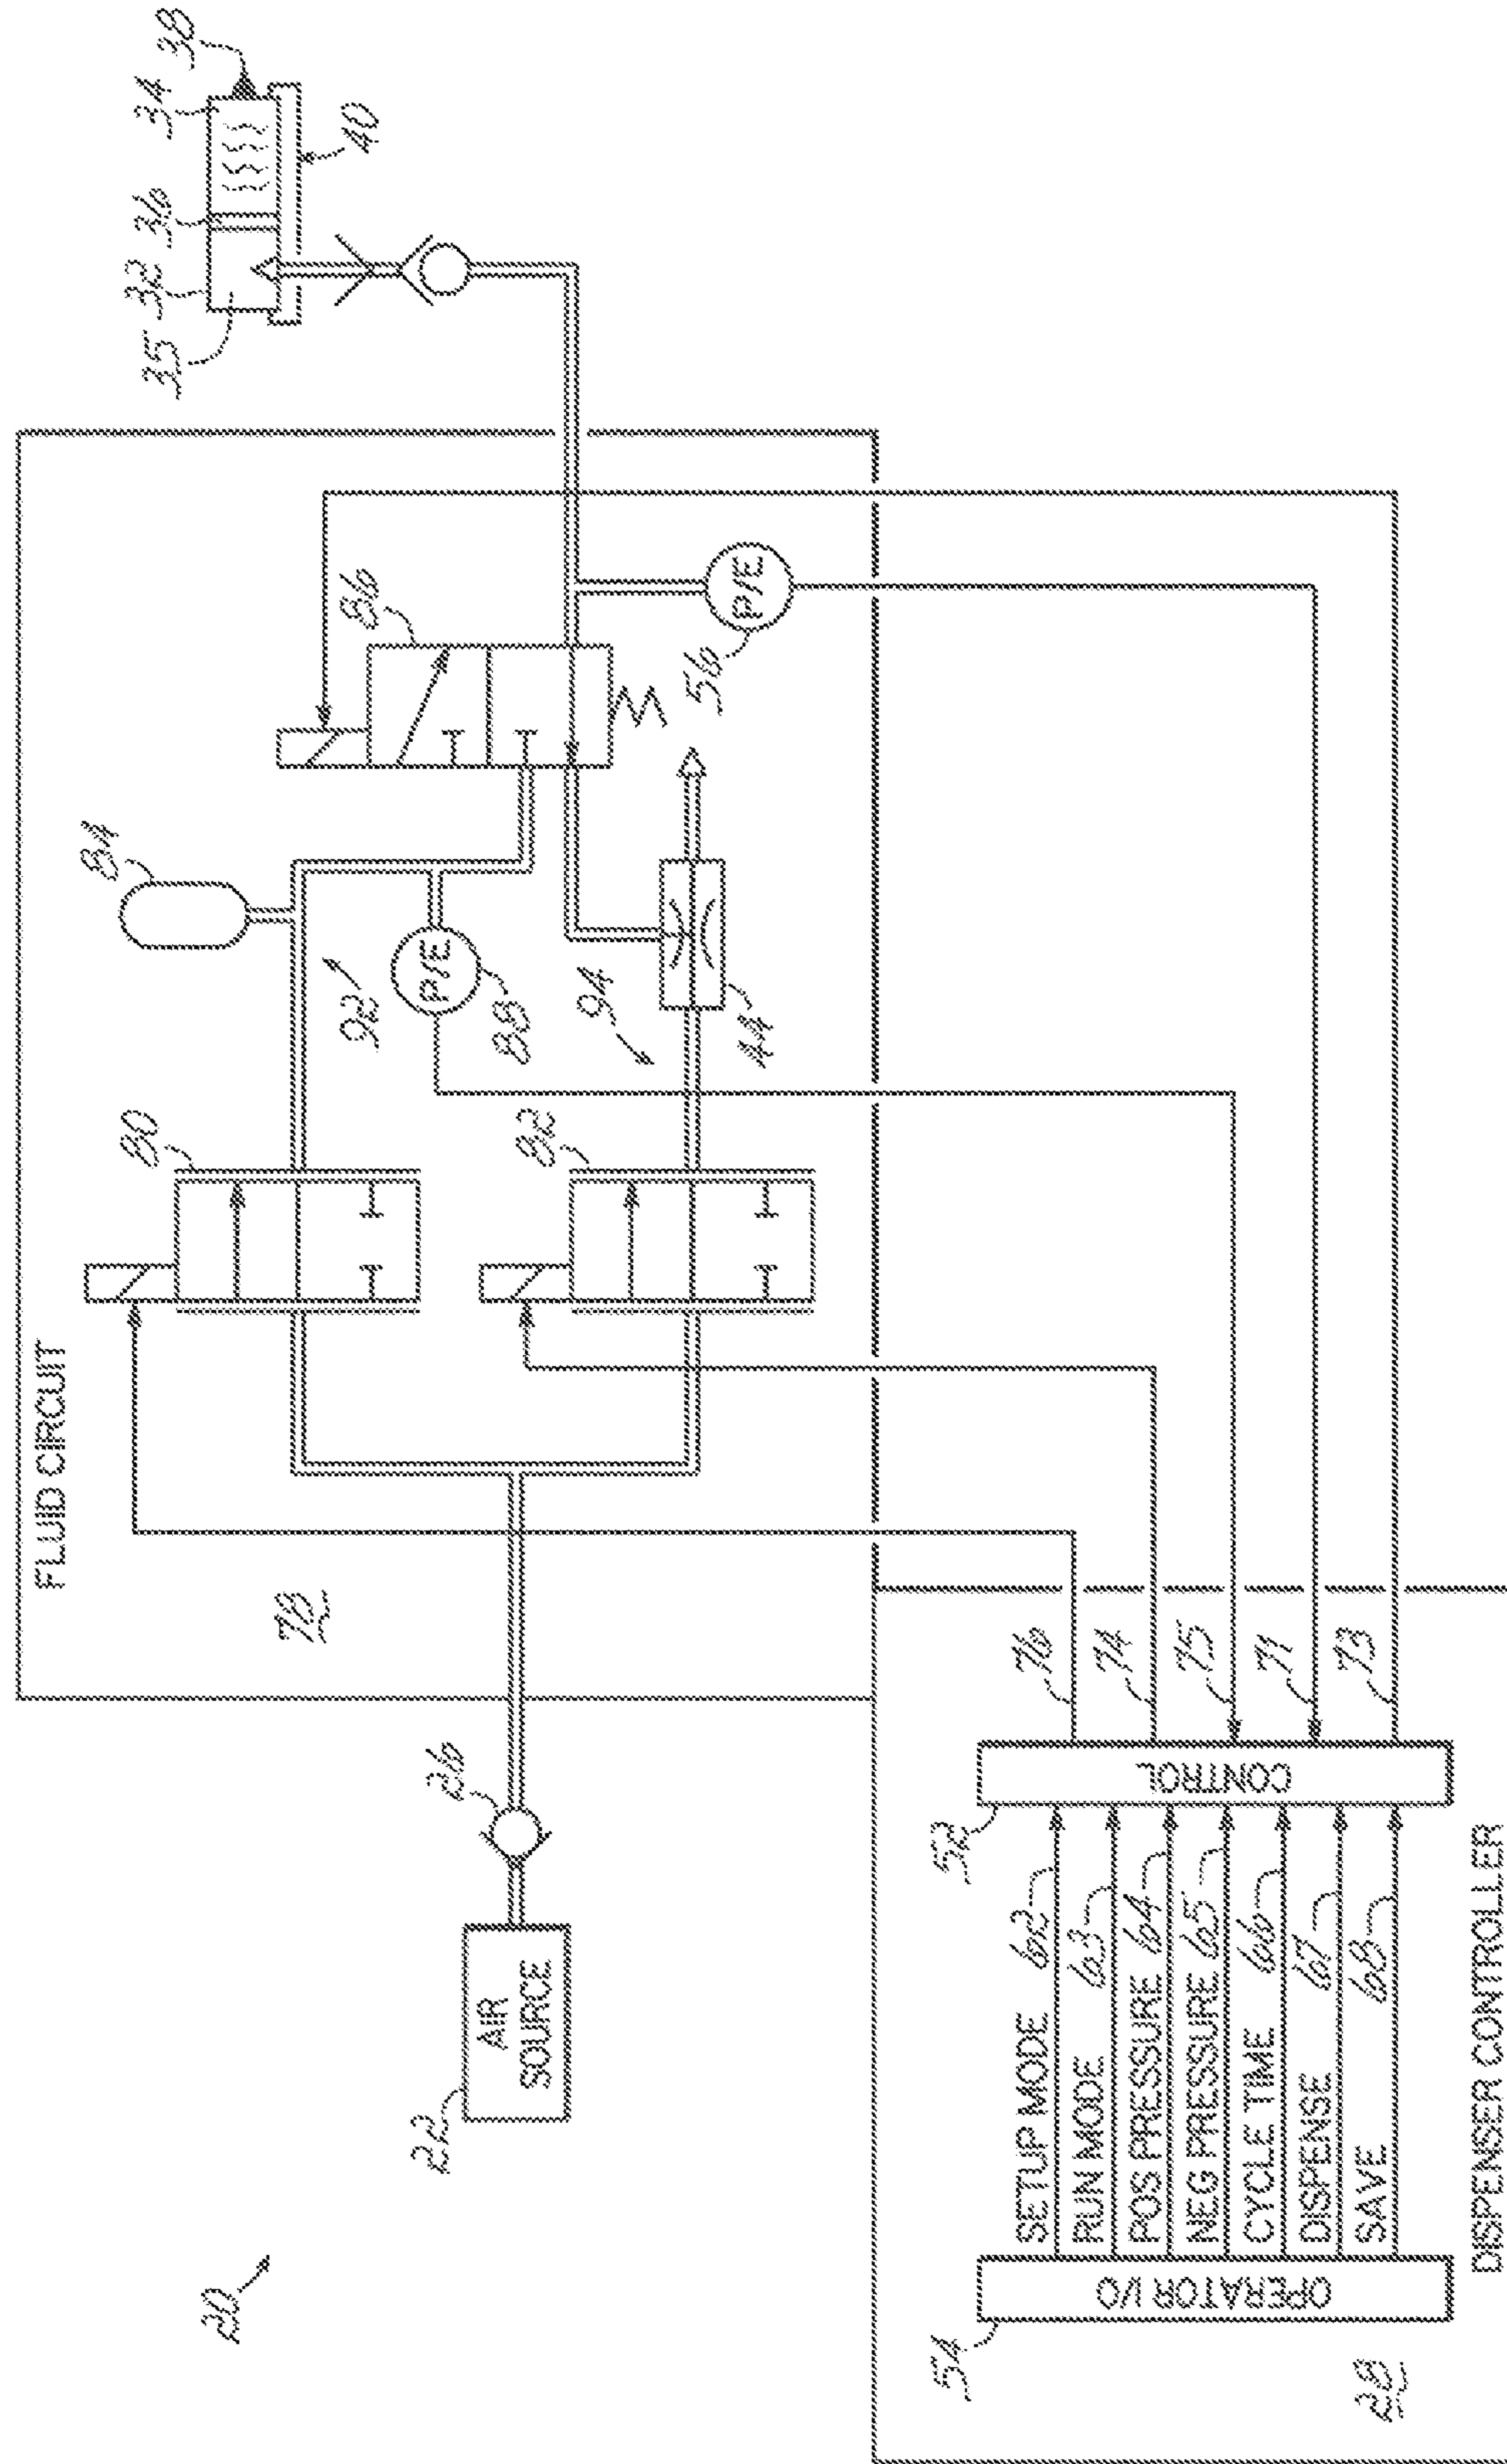 20
22
AIR
SOURCE
26
FLUID CIRCUIT
78
80
82
84
92
P/E
88
94
44
86
P/E
56
35
32
36
34
38
40
54
OPERATOR I/O
SETUP MODE 62
RUN MODE 63
POS PRESSURE 64
NEG PRESSURE 65
CYCLE TIME 66
DISPENSE 67
SAVE 68
52
CONTROL
76
74
75
71
73
28
DISPENSER CONTROLLER